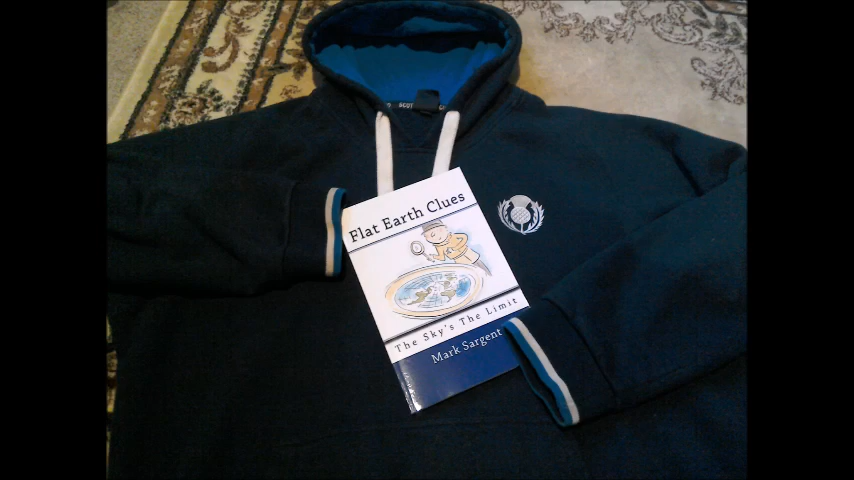 Flat Earth Clues
The Sky's The Limit
Mark Sargent